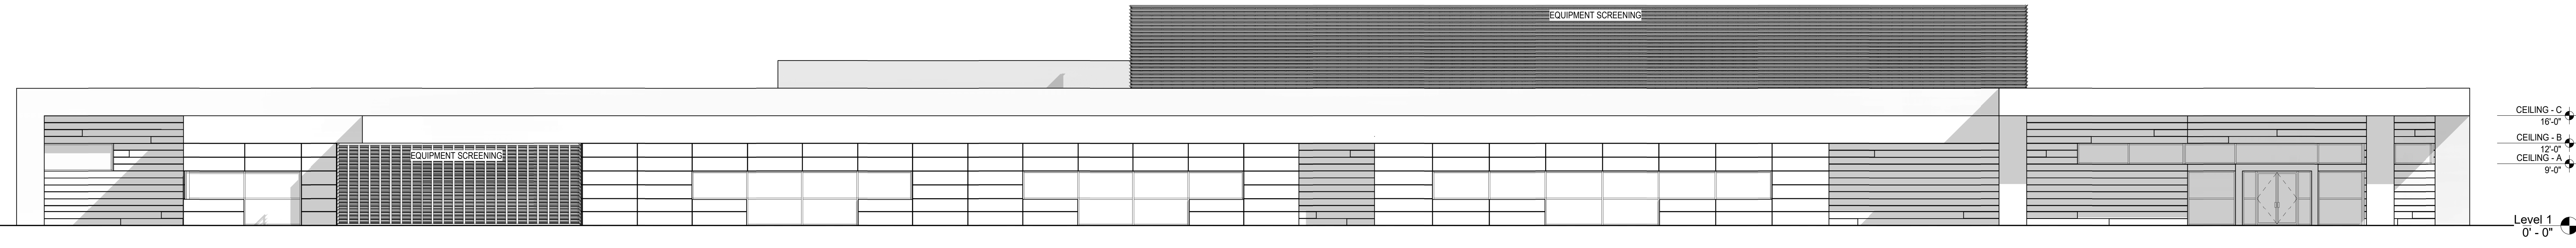 EQUIPMENT SCREENING
EQUIPMENT SCREENING
CEILING - C
16'-0"
CEILING - B
12'-0"
CEILING - A
9'-0"
Level 1
0' - 0"